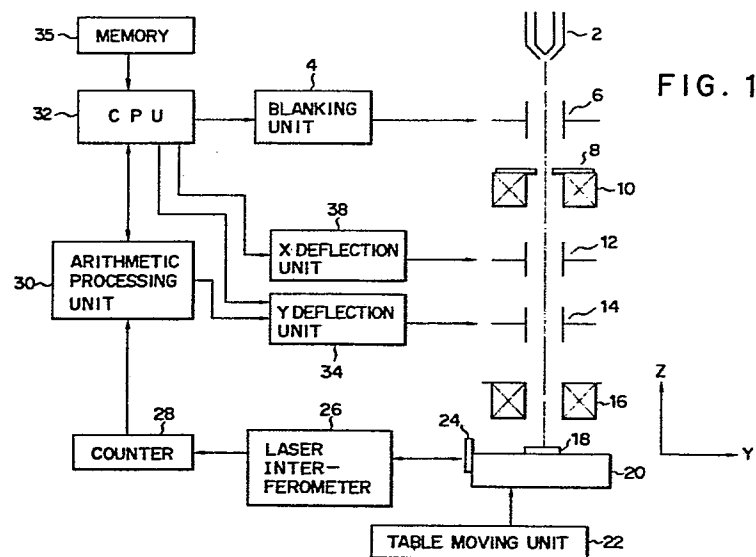 35
MEMORY
2
FIG. 1
4
32
C P U
BLANKING
UNIT
6
8
10
38
X DEFLECTION
UNIT
12
30
ARITHMETIC
PROCESSING
UNIT
Y DEFLECTION
UNIT
14
34
Z
28
26
24
16
18
COUNTER
LASER
INTER-
FEROMETER
20
Y
TABLE MOVING UNIT
22